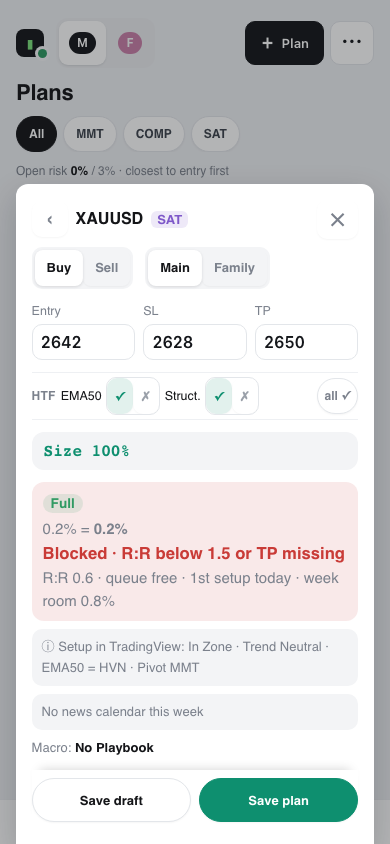 M F + Plan ...
Plans
All MMT COMP SAT
Open risk 0% / 3% · closest to entry first
‹ XAUUSD SAT ✕
Buy Sell Main Family
Entry SL TP
2642 2628 2650
HTF EMA50 ✓ ✗ Struct. ✓ ✗ all ✓
Size 100%
Full
0.2% = 0.2%
Blocked · R:R below 1.5 or TP missing
R:R 0.6 · queue free · 1st setup today · week
room 0.8%
ⓘ Setup in TradingView: In Zone · Trend Neutral ·
EMA50 = HVN · Pivot MMT
No news calendar this week
Macro: No Playbook
Save draft Save plan